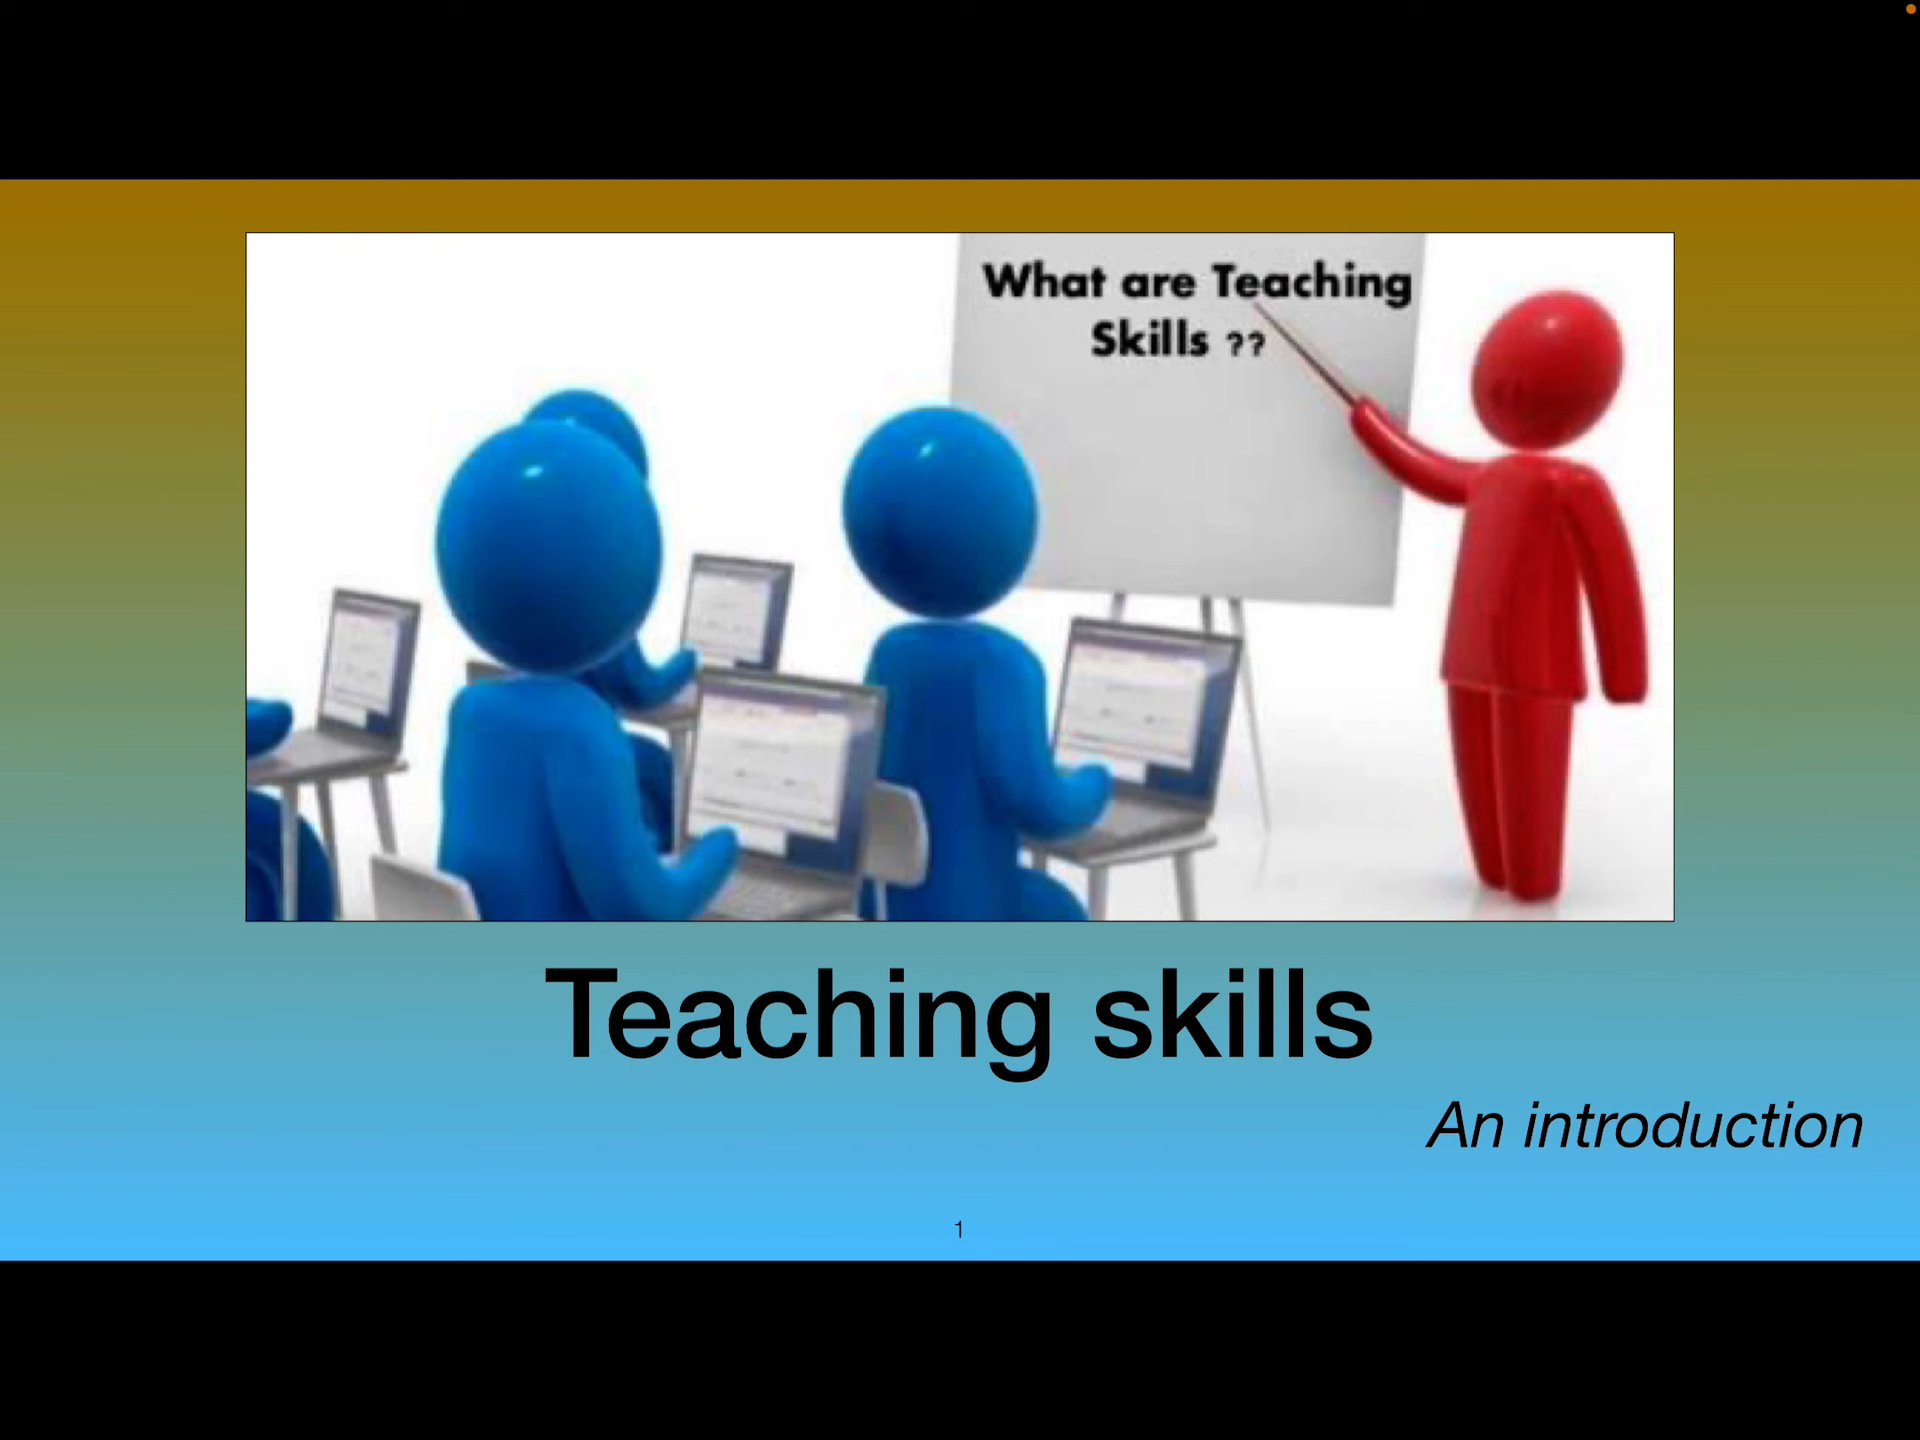 What are Teaching
Skills ??
Teaching skills
An introduction
1